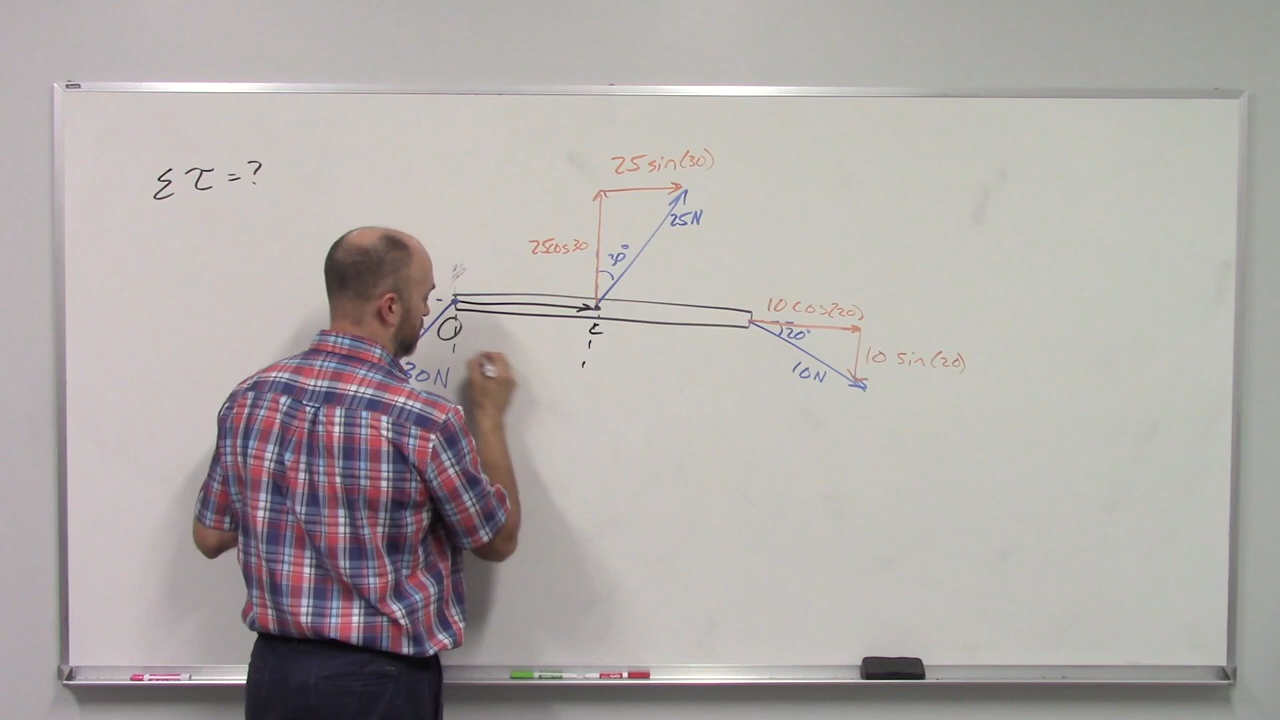 Στ=?
25 sin(30)
25N
25cos30
30°
O
c
30N
10 cos(20)
20°
10N
10 sin(20)